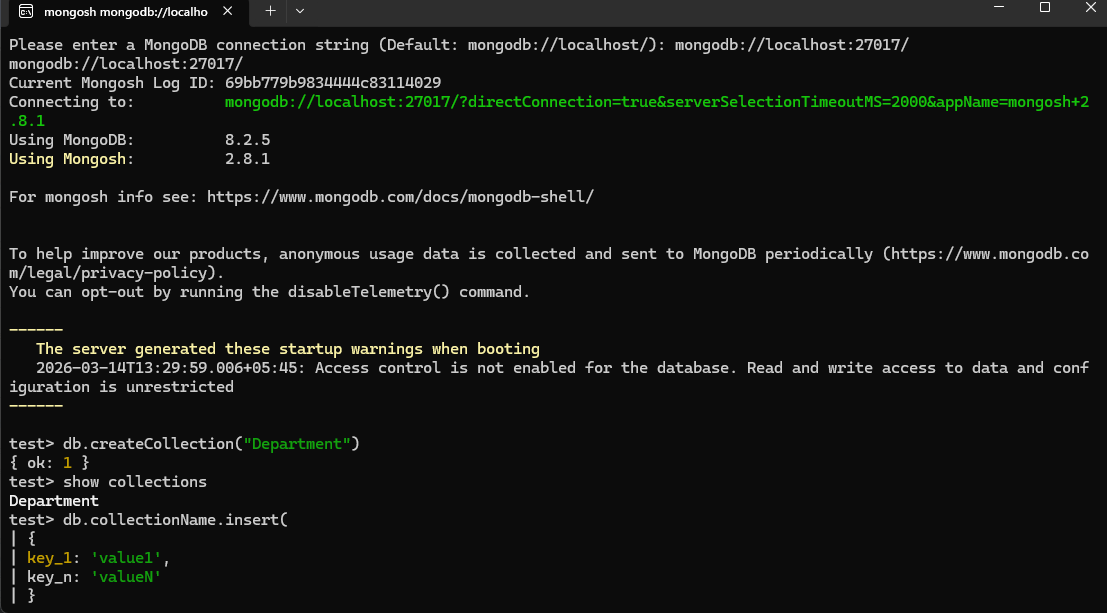 mongosh mongodb://localho
Please enter a MongoDB connection string (Default: mongodb://localhost/): mongodb://localhost:27017/
mongodb://localhost:27017/
Current Mongosh Log ID: 69bb779b9834444c83114029
Connecting to:          mongodb://localhost:27017/?directConnection=true&serverSelectionTimeoutMS=2000&appName=mongosh+2
.8.1
Using MongoDB:          8.2.5
Using Mongosh:          2.8.1
For mongosh info see: https://www.mongodb.com/docs/mongodb-shell/
To help improve our products, anonymous usage data is collected and sent to MongoDB periodically (https://www.mongodb.co
m/legal/privacy-policy).
You can opt-out by running the disableTelemetry() command.
------
   The server generated these startup warnings when booting
   2026-03-14T13:29:59.006+05:45: Access control is not enabled for the database. Read and write access to data and conf
iguration is unrestricted
------
test> db.createCollection("Department")
{ ok: 1 }
test> show collections
Department
test> db.collectionName.insert(
| {
| key_1: 'value1',
| key_n: 'valueN'
| }